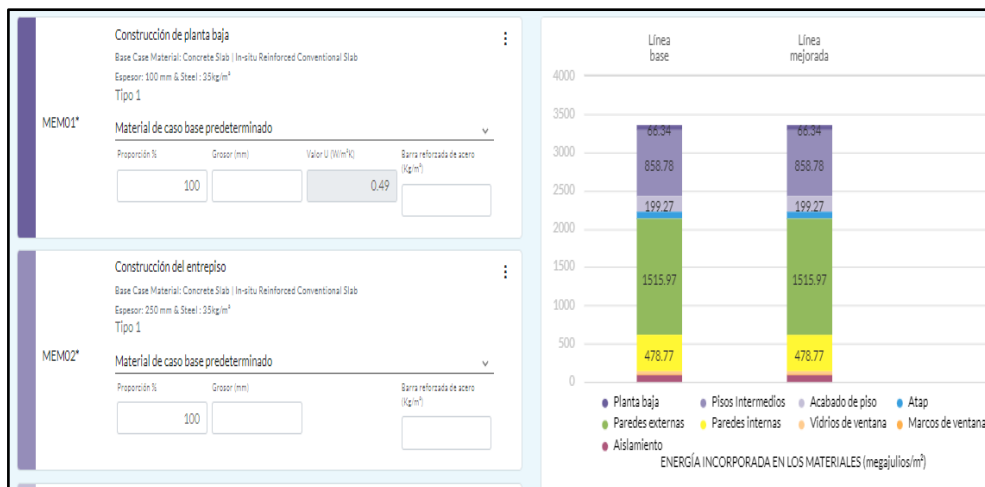 Construcción de planta baja
Base Case Material: Concrete Slab | In-situ Reinforced Conventional Slab
Espesor: 100 mm & Steel : 35kg/m²
Tipo 1
MEM01*
Material de caso base predeterminado
Proporción %
Grosor (mm)
Valor U (W/m²K)
Barra reforzada de acero
(Kg/m²)
100
0.49
Construcción del entrepiso
Base Case Material: Concrete Slab | In-situ Reinforced Conventional Slab
Espesor: 250 mm & Steel : 35kg/m²
Tipo 1
MEM02*
Material de caso base predeterminado
Proporción %
Grosor (mm)
Barra reforzada de acero
(Kg/m²)
100
Línea
base
Línea
mejorada
4000
3500
3000
2500
2000
1500
1000
500
0
66.34
858.78
199.27
1515.97
478.77
66.34
858.78
199.27
1515.97
478.77
Planta baja
Pisos Intermedios
Acabado de piso
Atap
Paredes externas
Paredes internas
Vidrios de ventana
Marcos de ventana
Aislamiento
ENERGÍA INCORPORADA EN LOS MATERIALES (megajulios/m²)